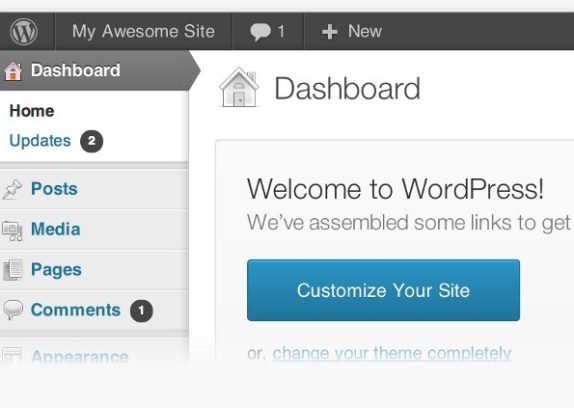 My Awesome Site
1
+ New
Dashboard
Home
Updates 2
Posts
Media
Pages
Comments 1
Appearance
Dashboard
Welcome to WordPress!
We've assembled some links to get
Customize Your Site
or, change your theme completely